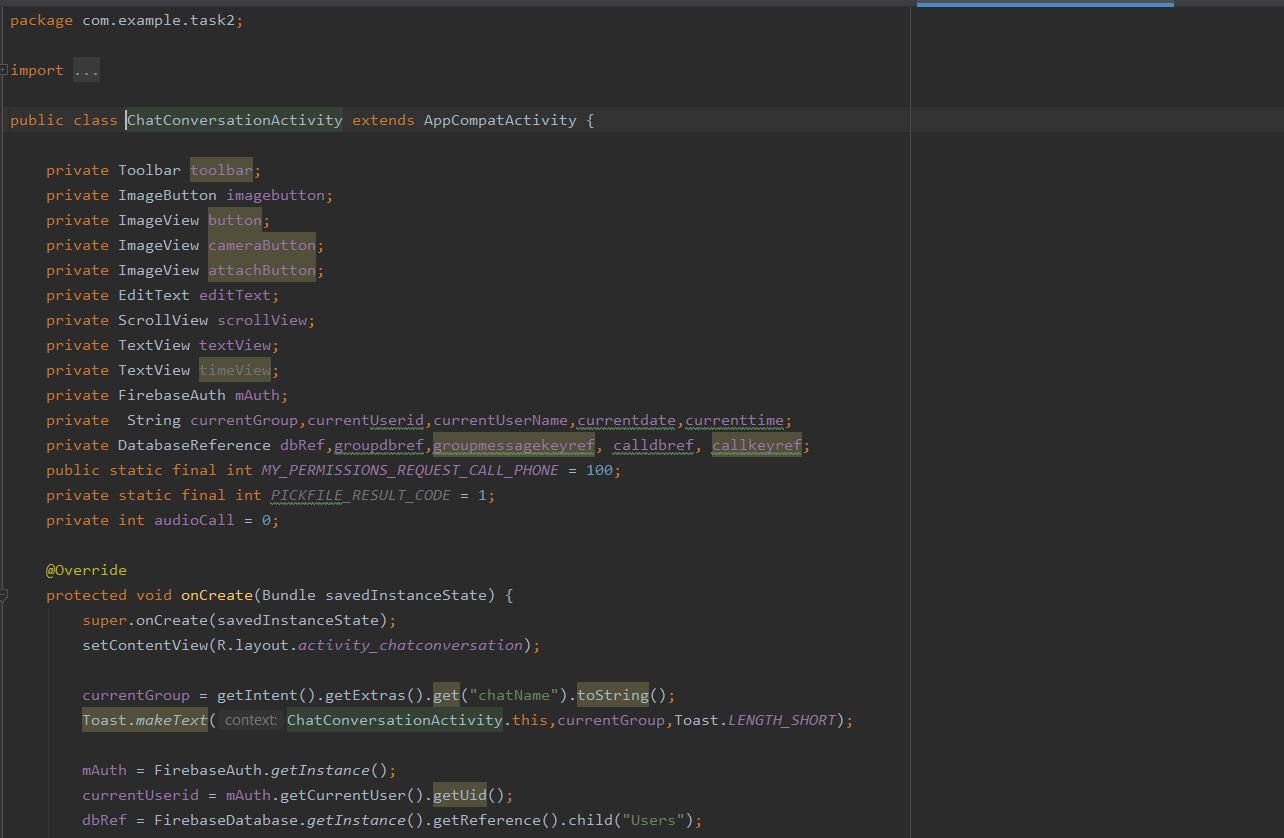 package com.example.task2;
import ...
public class ChatConversationActivity extends AppCompatActivity {
private Toolbar toolbar;
private ImageButton imagebutton;
private ImageView button;
private ImageView cameraButton;
private ImageView attachButton;
private EditText editText;
private ScrollView scrollView;
private TextView textView;
private TextView timeView;
private FirebaseAuth mAuth;
private  String currentGroup,currentUserid,currentUserName,currentdate,currenttime;
private DatabaseReference dbRef,groupdbref,groupmessagekeyref, calldbref, callkeyref;
public static final int MY_PERMISSIONS_REQUEST_CALL_PHONE = 100;
private static final int PICKFILE_RESULT_CODE = 1;
private int audioCall = 0;
@Override
protected void onCreate(Bundle savedInstanceState) {
super.onCreate(savedInstanceState);
setContentView(R.layout.activity_chatconversation);
currentGroup = getIntent().getExtras().get("chatName").toString();
Toast.makeText( context: ChatConversationActivity.this,currentGroup,Toast.LENGTH_SHORT);
mAuth = FirebaseAuth.getInstance();
currentUserid = mAuth.getCurrentUser().getUid();
dbRef = FirebaseDatabase.getInstance().getReference().child("Users");